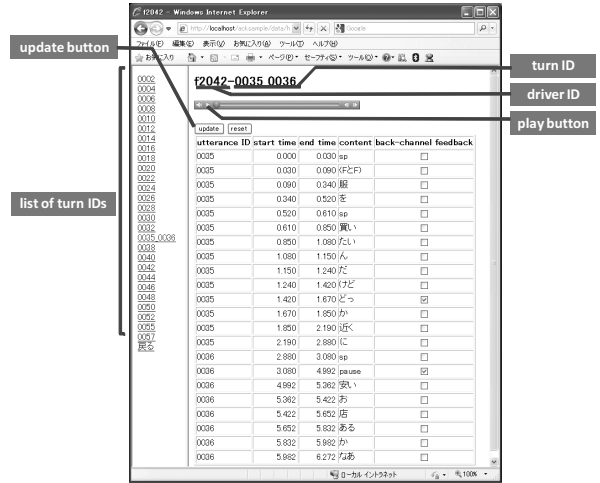 f2042 - Windows Internet Explorer
http://localhost/acksample/data/h
Google
ファイル(F) 編集(E) 表示(V) お気に入り(A) ツール(T) ヘルプ(H)
お気に入り ページ(P) セーフティ(S) ツール(O)
update button
turn ID
driver ID
play button
list of turn IDs
0002
0004
0006
0008
0010
0012
0014
0016
0018
0020
0022
0024
0026
0028
0030
0032
0035_0036
0038
0040
0042
0044
0046
0048
0050
0052
0055
0057
戻る
f2042-0035_0036
update reset
utterance ID start time end time content back-channel feedback
0035 0.000 0.030 sp
0035 0.030 0.090 (FとF)
0035 0.090 0.340 服
0035 0.340 0.520 を
0035 0.520 0.610 sp
0035 0.610 0.850 買い
0035 0.850 1.080 たい
0035 1.080 1.150 ん
0035 1.150 1.240 だ
0035 1.240 1.420 けど
0035 1.420 1.670 どっ
0035 1.670 1.850 か
0035 1.850 2.190 近く
0035 2.190 2.880 に
0036 2.880 3.080 sp
0036 3.080 4.992 pause
0036 4.992 5.362 安い
0036 5.362 5.422 お
0036 5.422 5.652 店
0036 5.652 5.832 ある
0036 5.832 5.982 か
0036 5.982 6.272 なあ
ローカル イントラネット 100%